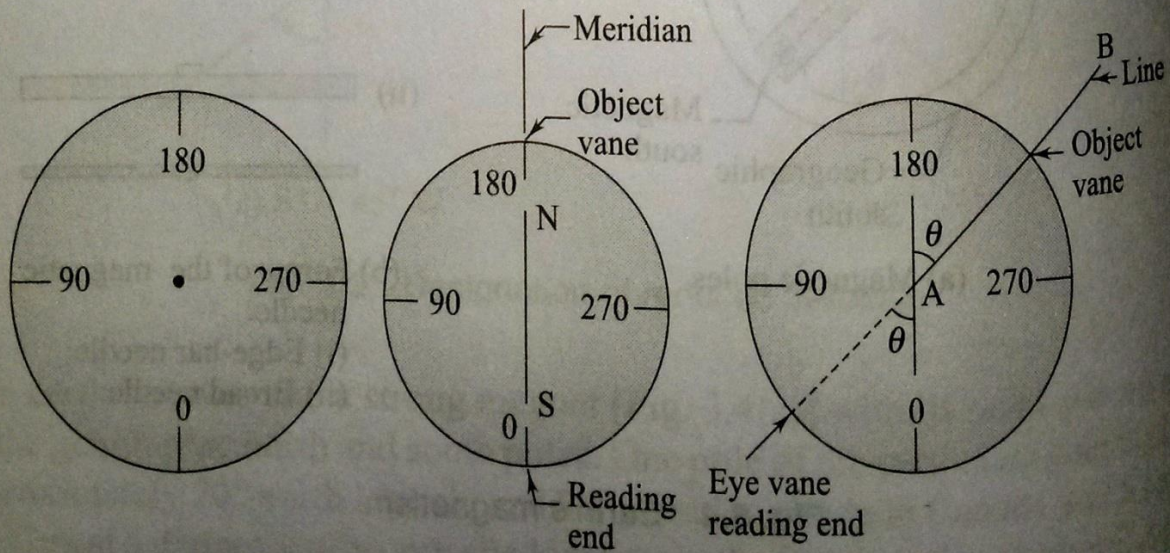 180
90
270
0
Meridian
Object
vane
180
N
90
270
S
0
Reading
end
B
Line
Object
vane
180
θ
90
A
270
θ
0
Eye vane
reading end